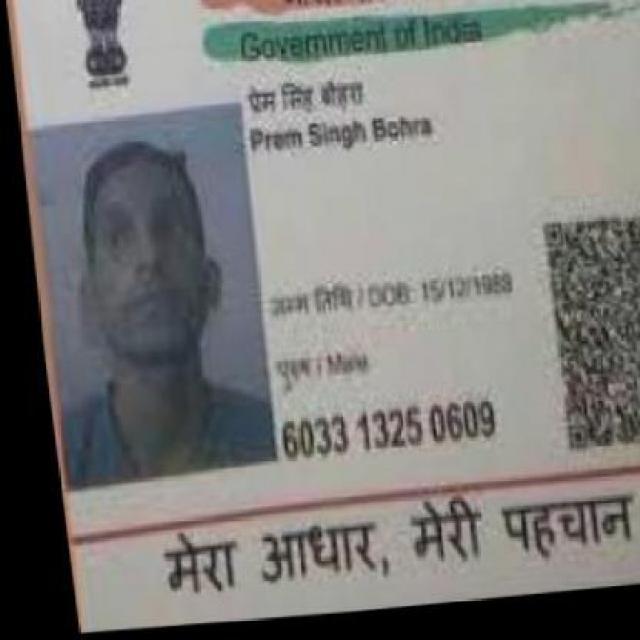 Government of India
प्रेम सिंह बोहरा
Prem Singh Bohra
जन्म तिथि / DOB: 15/12/1988
पुरुष / Male
6033 1325 0609
मेरा आधार, मेरी पहचान